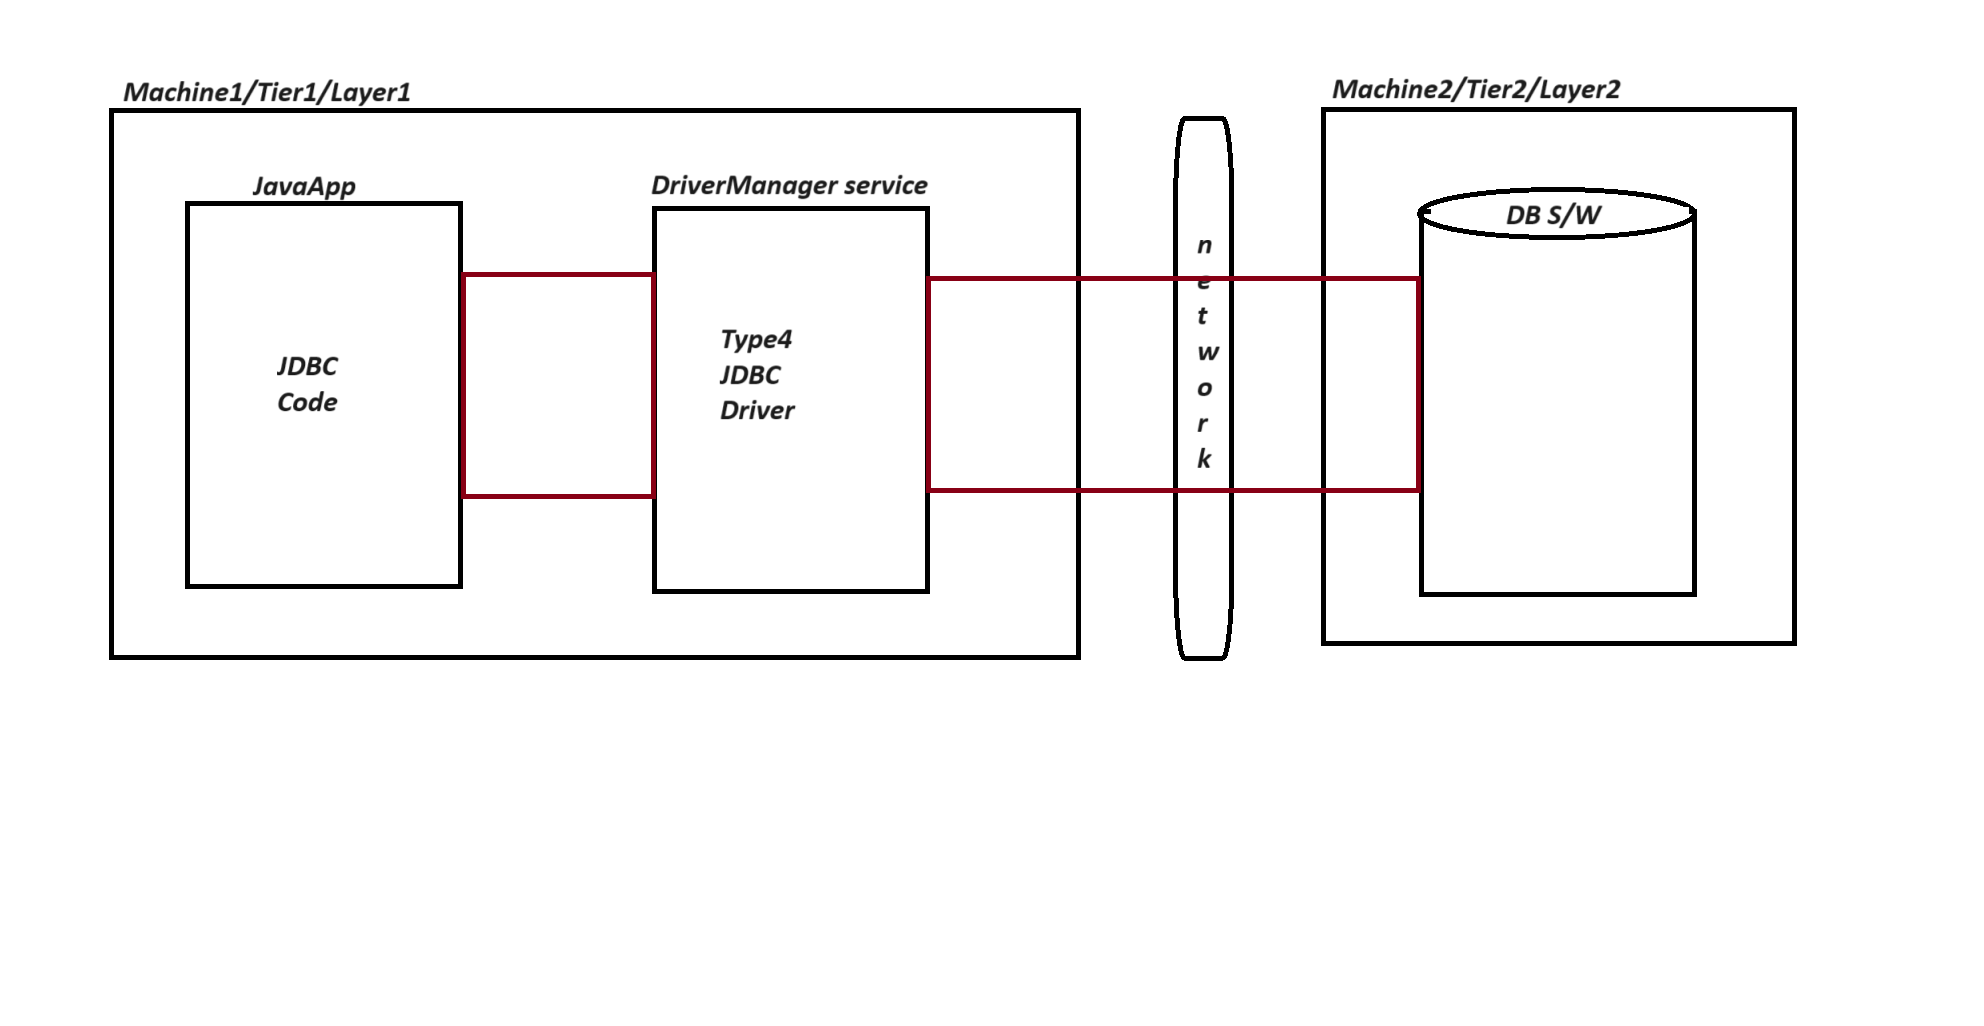 Machine1/Tier1/Layer1
Machine2/Tier2/Layer2
JavaApp
DriverManager service
DB S/W
JDBC
Code
Type4
JDBC
Driver
n
e
t
w
o
r
k